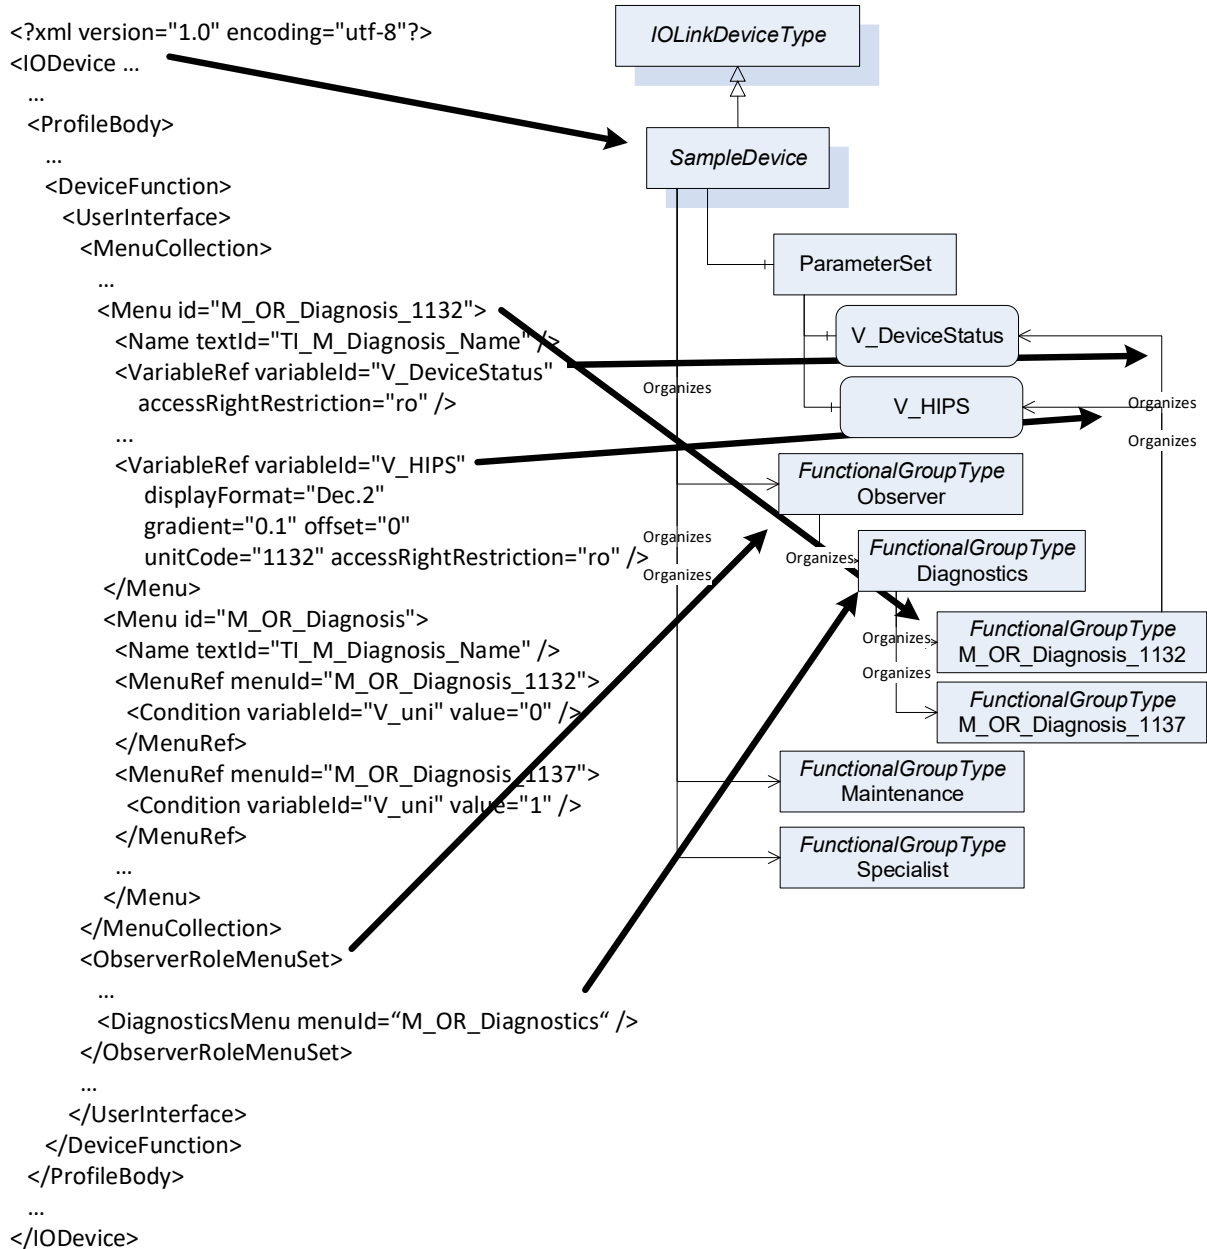 <?xml version="1.0" encoding="utf-8"?>
<IODevice ...
...
<ProfileBody>
...
<DeviceFunction>
<UserInterface>
<MenuCollection>
...
<Menu id="M_OR_Diagnosis_1132">
<Name textId="TI_M_Diagnosis_Name" />
<VariableRef variableId="V_DeviceStatus"
accessRightRestriction="ro" />
...
<VariableRef variableId="V_HIPS"
displayFormat="Dec.2"
gradient="0.1" offset="0"
unitCode="1132" accessRightRestriction="ro" />
</Menu>
<Menu id="M_OR_Diagnosis">
<Name textId="TI_M_Diagnosis_Name" />
<MenuRef menuId="M_OR_Diagnosis_1132">
<Condition variableId="V_uni" value="0" />
</MenuRef>
<MenuRef menuId="M_OR_Diagnosis_1137">
<Condition variableId="V_uni" value="1" />
</MenuRef>
...
</Menu>
</MenuCollection>
<ObserverRoleMenuSet>
...
<DiagnosticsMenu menuId=“M_OR_Diagnostics“ />
</ObserverRoleMenuSet>
...
</UserInterface>
</DeviceFunction>
</ProfileBody>
...
</IODevice>
IOLinkDeviceType
SampleDevice
ParameterSet
V_DeviceStatus
V_HIPS
Organizes
Organizes
Organizes
FunctionalGroupType
Observer
Organizes
Organizes
Organizes
FunctionalGroupType
Diagnostics
Organizes
FunctionalGroupType
M_OR_Diagnosis_1132
Organizes
FunctionalGroupType
M_OR_Diagnosis_1137
FunctionalGroupType
Maintenance
FunctionalGroupType
Specialist